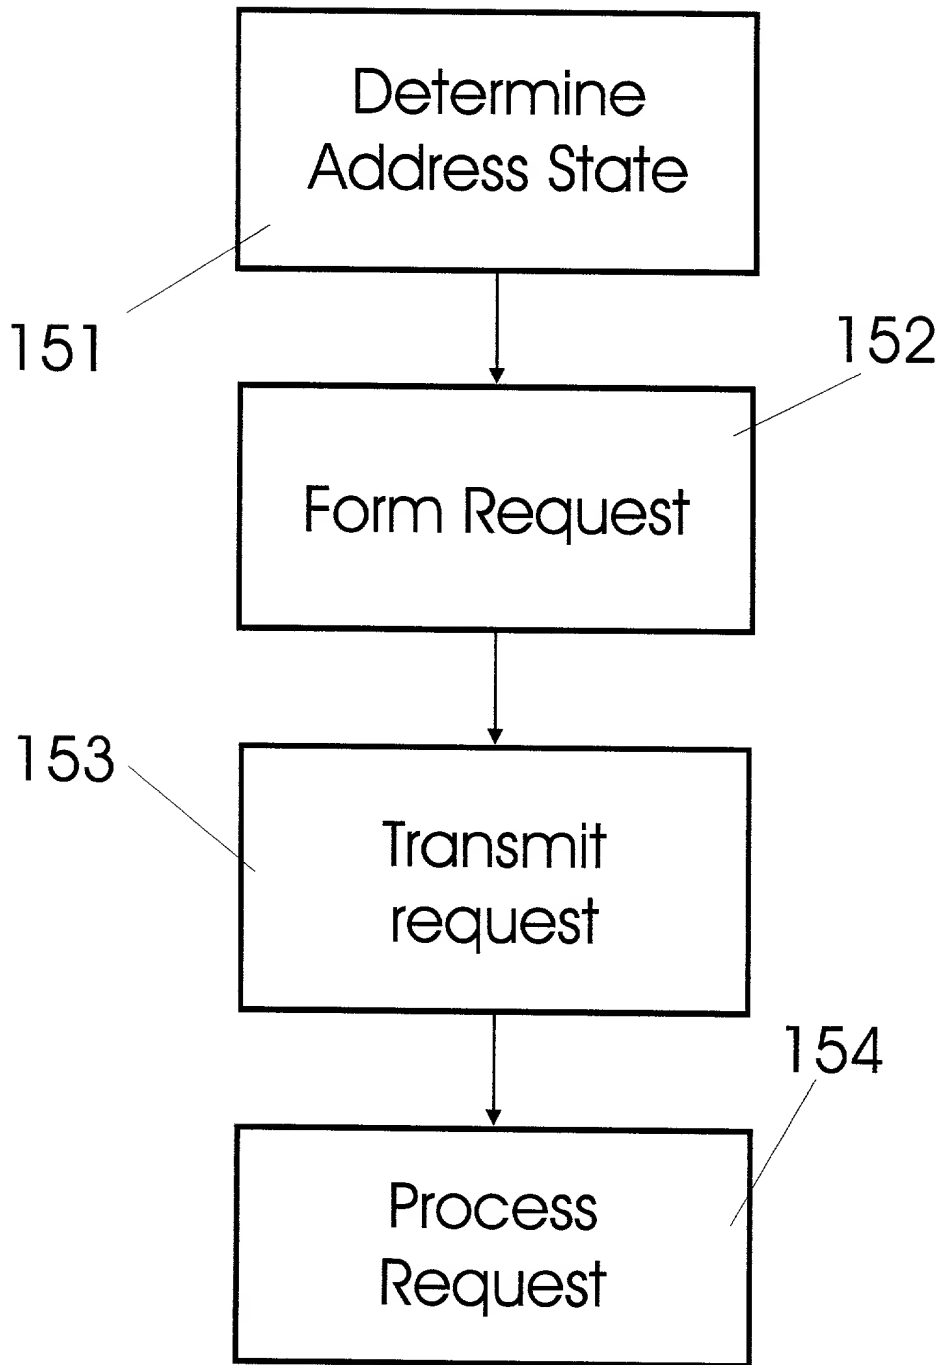 Determine
Address State
151
152
Form Request
153
Transmit
request
154
Process
Request